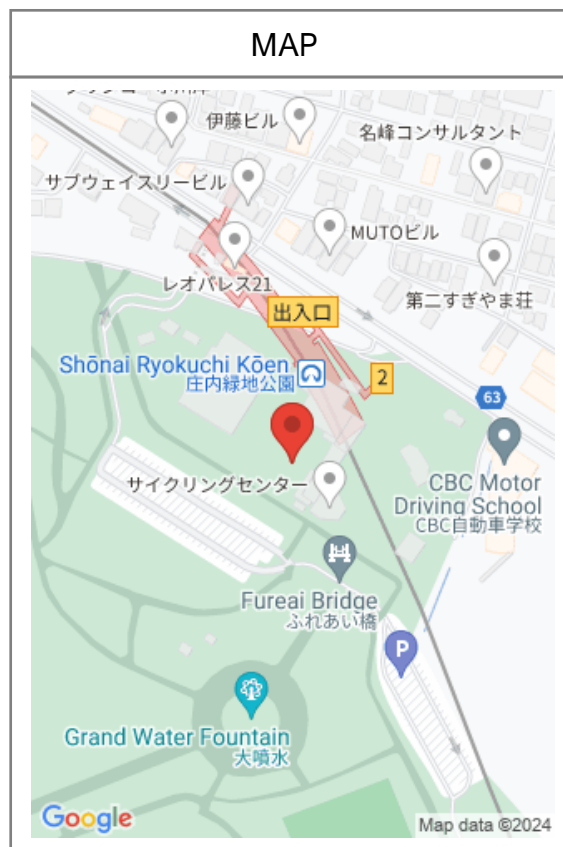 MAP
伊藤ビル
名峰コンサルタント
サブウェイスリービル
MUTOビル
レオパレス21
第二すぎやま荘
出入口
Shōnai Ryokuchi Kōen
庄内緑地公園
2
63
サイクリングセンター
CBC Motor
Driving School
CBC自動車学校
Fureai Bridge
ふれあい橋
P
Grand Water Fountain
大噴水
Google
Map data ©2024